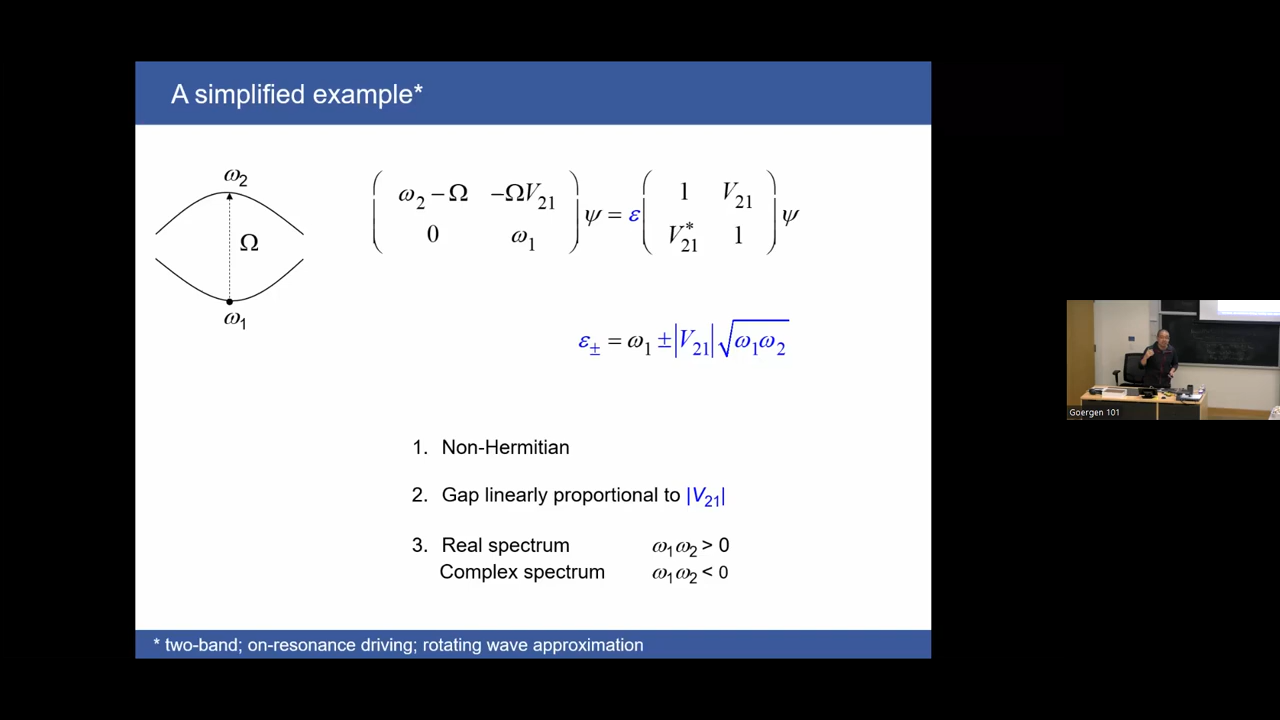 A simplified example*
ω₂
Ω
ω₁
( ω₂ − Ω  −ΩV₂₁ ; 0  ω₁ ) ψ = ε ( 1  V₂₁ ; V₂₁*  1 ) ψ
ε± = ω₁ ± |V₂₁| √(ω₁ω₂)
1. Non-Hermitian
2. Gap linearly proportional to |V₂₁|
3. Real spectrum ω₁ω₂ > 0
Complex spectrum ω₁ω₂ < 0
* two-band; on-resonance driving; rotating wave approximation
Goergen 101